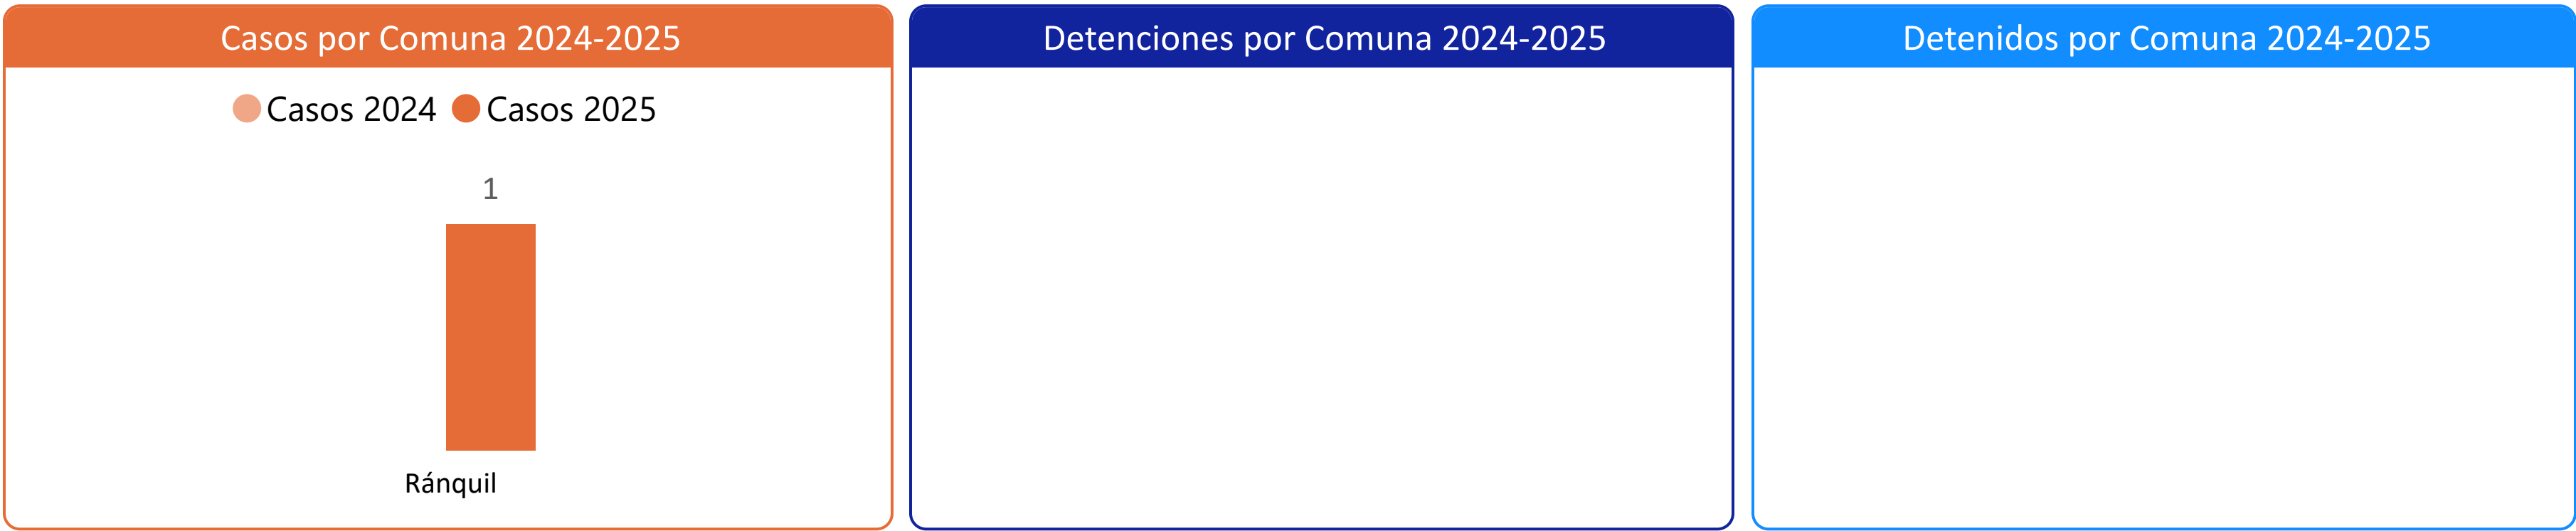 Casos por Comuna 2024-2025
Casos 2024 Casos 2025
1
Ránquil
Detenciones por Comuna 2024-2025
Detenidos por Comuna 2024-2025